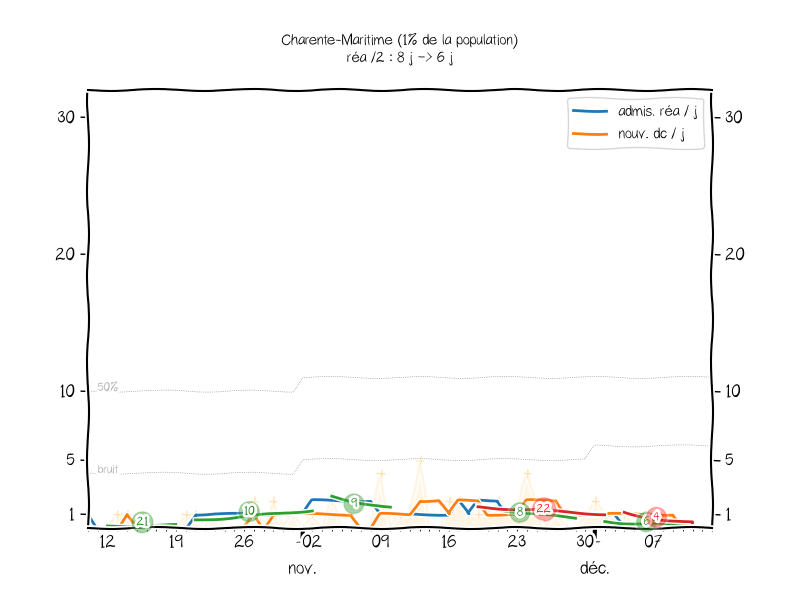 Charente-Maritime (1% de la population)
réa /2 : 8 j -> 6 j
admis. réa / j
nouv. dc / j
30 30
20 20
50%
10 10
bruit
5 5
1 1
21 10 9 8 22 6 4
12 19 26 02 09 16 23 30 07
nov. déc.